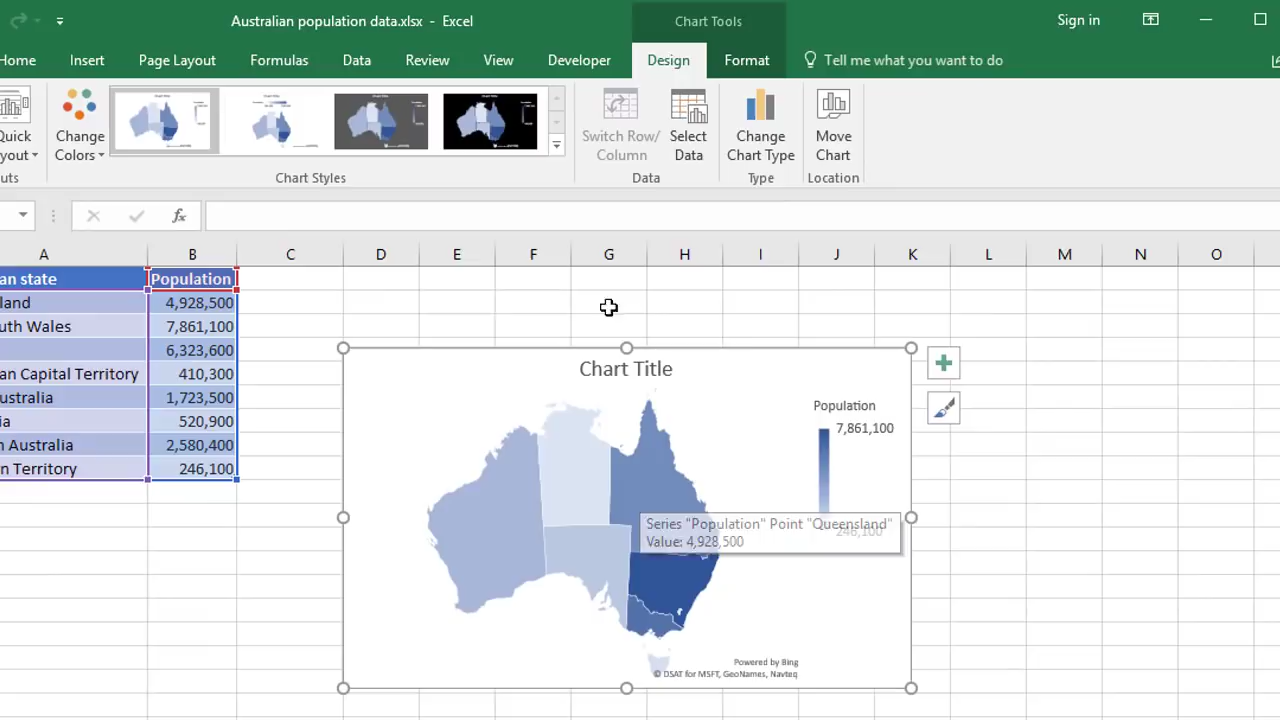 Australian population data.xlsx - Excel
Chart Tools
Sign in
Home
Insert
Page Layout
Formulas
Data
Review
View
Developer
Design
Format
Tell me what you want to do
Quick
Layout
Change
Colors
Switch Row/
Column
Select
Data
Change
Chart Type
Move
Chart
uts
Chart Styles
Data
Type
Location
fx
A B C D E F G H I J K L M N O
an state Population
land 4,928,500
uth Wales 7,861,100
6,323,600
an Capital Territory 410,300
ustralia 1,723,500
ia 520,900
n Australia 2,580,400
n Territory 246,100
Chart Title
Population
7,861,100
246,100
Series "Population" Point "Queensland"
Value: 4,928,500
Powered by Bing
© DSAT for MSFT, GeoNames, Navteq